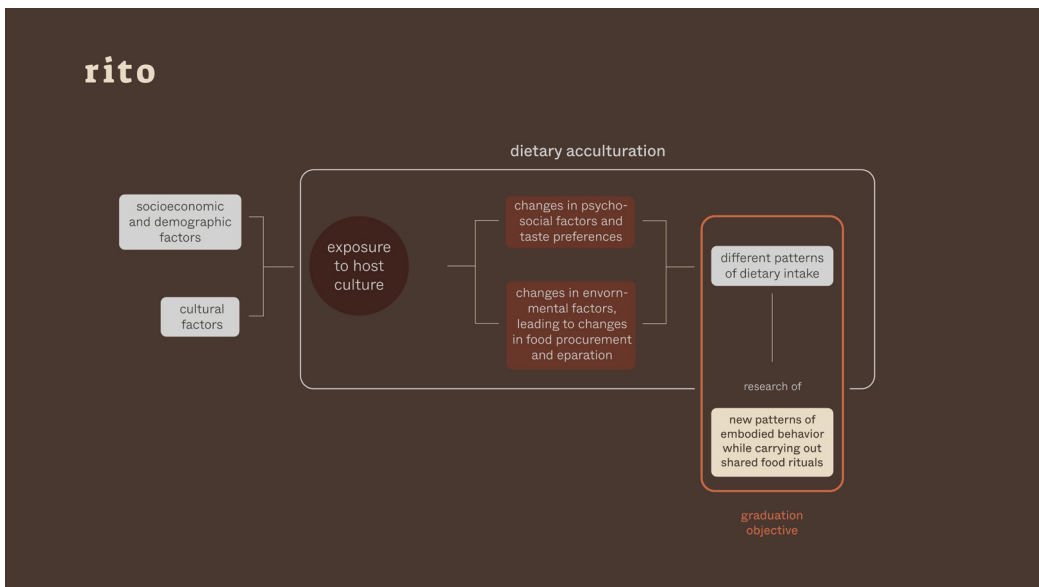 rito
dietary acculturation
socioeconomic
and demographic
factors
cultural
factors
exposure
to host
culture
changes in psycho-
social factors and
taste preferences
changes in envorn-
mental factors,
leading to changes
in food procurement
and eparation
different patterns
of dietary intake
research of
new patterns of
embodied behavior
while carrying out
shared food rituals
graduation
objective